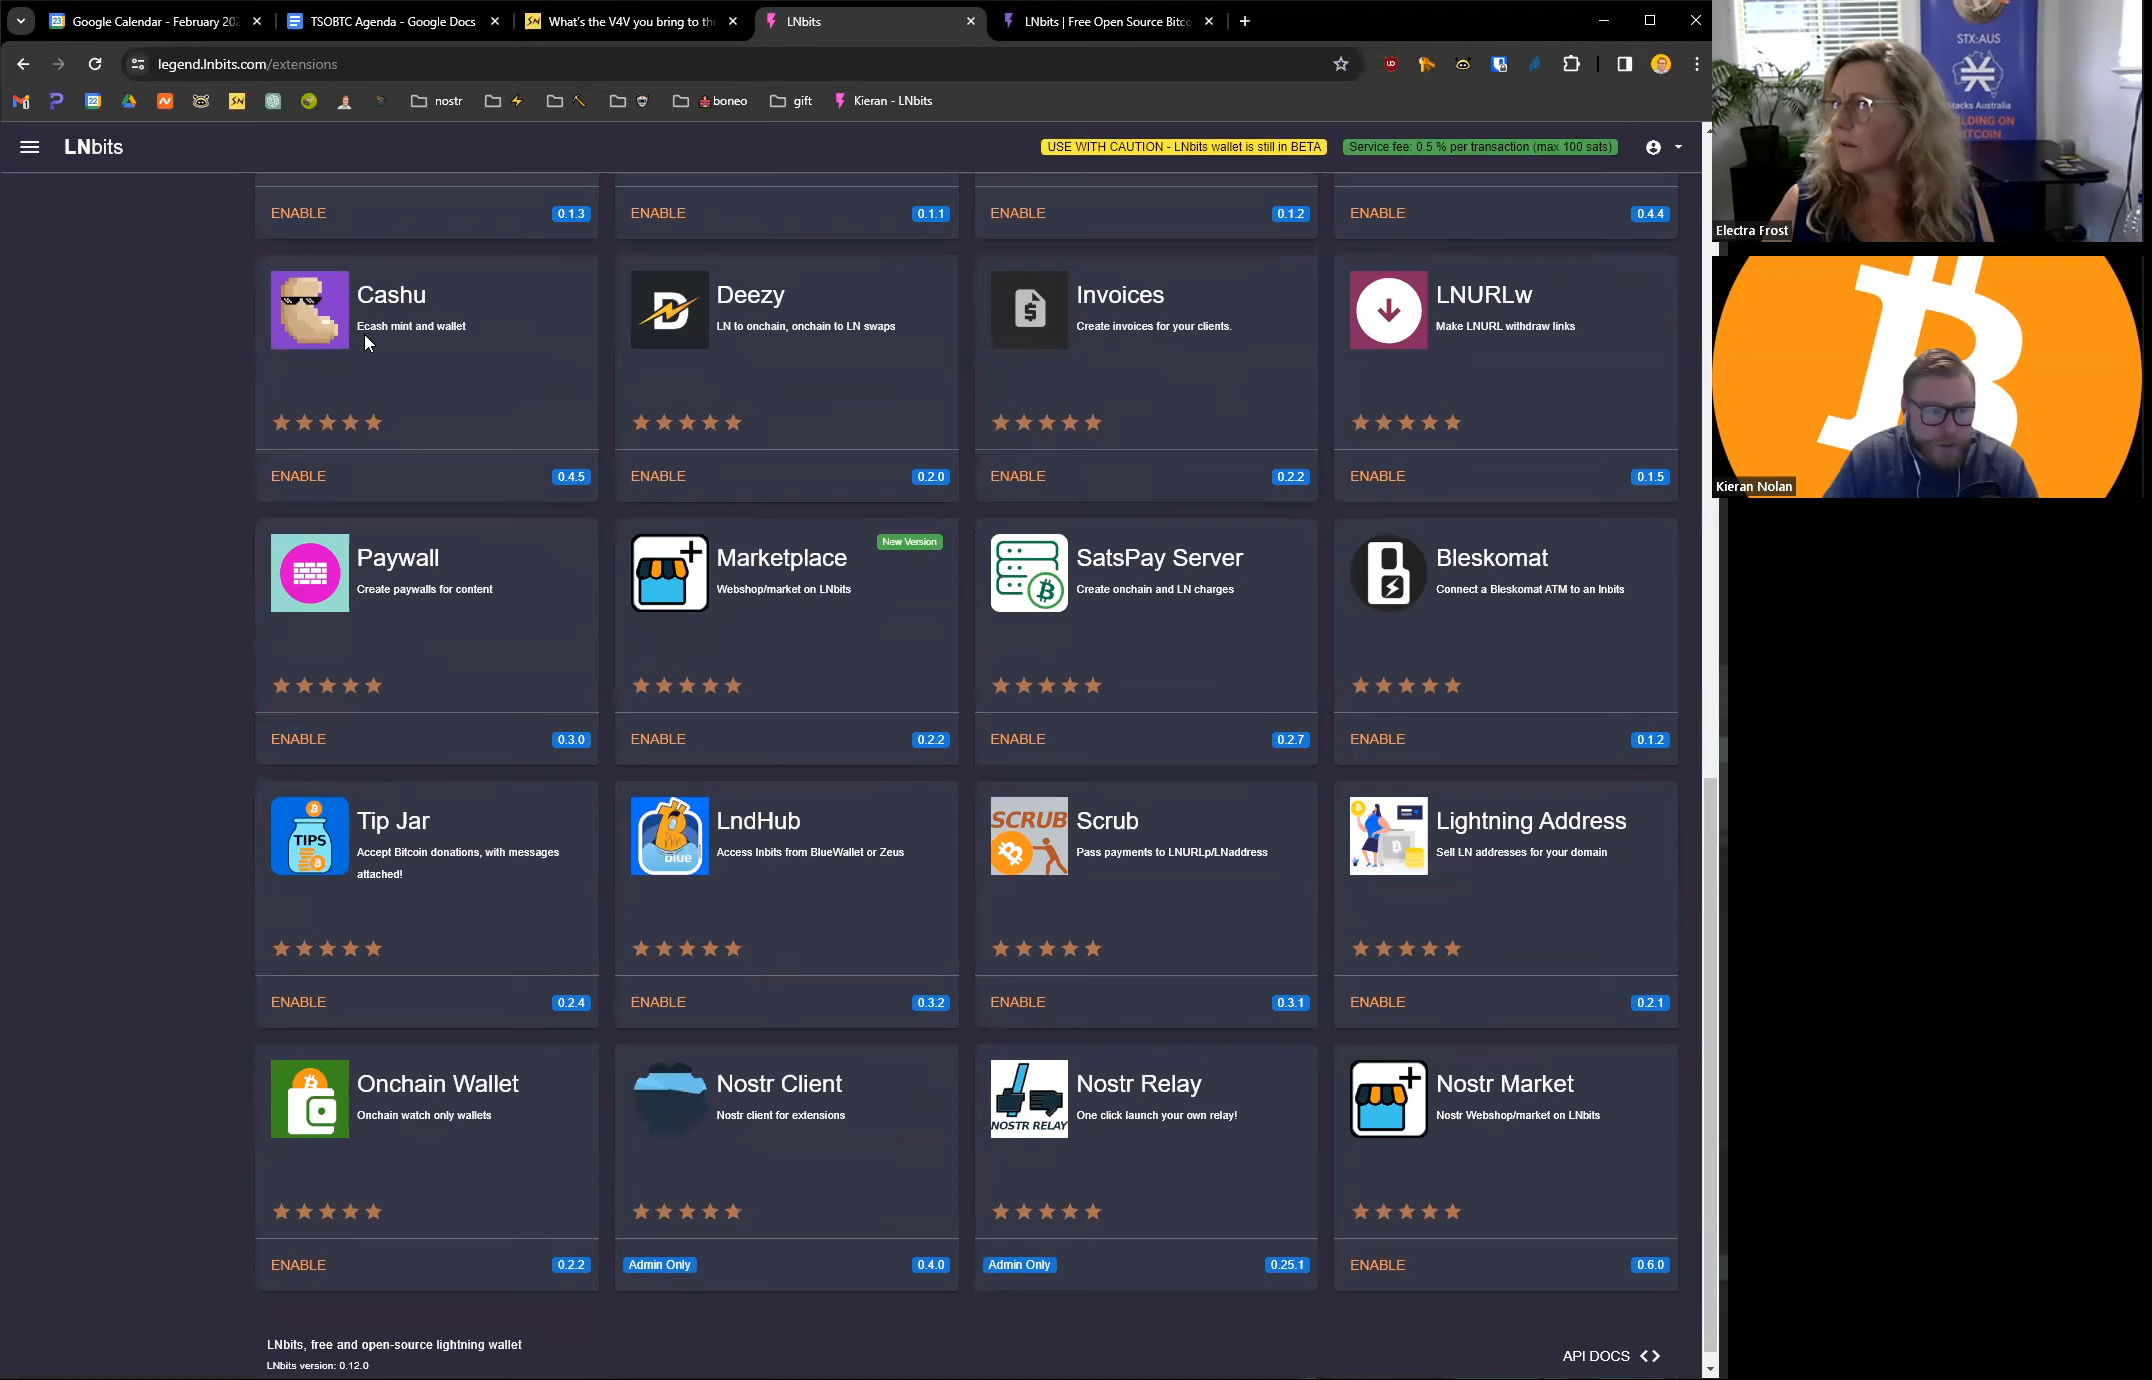 Google Calendar - February 202
TSOBTC Agenda - Google Docs
What's the V4V you bring to the
LNbits
LNbits | Free Open Source Bitco
legend.lnbits.com/extensions
nostr
boneo
gift
Kieran - LNbits
LNbits
USE WITH CAUTION - LNbits wallet is still in BETA
Service fee: 0.5 % per transaction (max 100 sats)
ENABLE 0.1.3
ENABLE 0.1.1
ENABLE 0.1.2
ENABLE 0.4.4
Cashu
Ecash mint and wallet
ENABLE 0.4.5
Deezy
LN to onchain, onchain to LN swaps
ENABLE 0.2.0
Invoices
Create invoices for your clients.
ENABLE 0.2.2
LNURLw
Make LNURL withdraw links
ENABLE 0.1.5
Paywall
Create paywalls for content
ENABLE 0.3.0
New Version
Marketplace
Webshop/market on LNbits
ENABLE 0.2.2
SatsPay Server
Create onchain and LN charges
ENABLE 0.2.7
Bleskomat
Connect a Bleskomat ATM to an lnbits
ENABLE 0.1.2
TIPS
Tip Jar
Accept Bitcoin donations, with messages
attached!
ENABLE 0.2.4
blue
LndHub
Access lnbits from BlueWallet or Zeus
ENABLE 0.3.2
SCRUB
Scrub
Pass payments to LNURLp/LNaddress
ENABLE 0.3.1
Lightning Address
Sell LN addresses for your domain
ENABLE 0.2.1
Onchain Wallet
Onchain watch only wallets
ENABLE 0.2.2
Nostr Client
Nostr client for extensions
Admin Only 0.4.0
NOSTR RELAY
Nostr Relay
One click launch your own relay!
Admin Only 0.25.1
Nostr Market
Nostr Webshop/market on LNbits
ENABLE 0.6.0
LNbits, free and open-source lightning wallet
LNbits version: 0.12.0
API DOCS
STX:AUS
Stacks Australia
LDING ON
ITCOIN
Electra Frost
Kieran Nolan